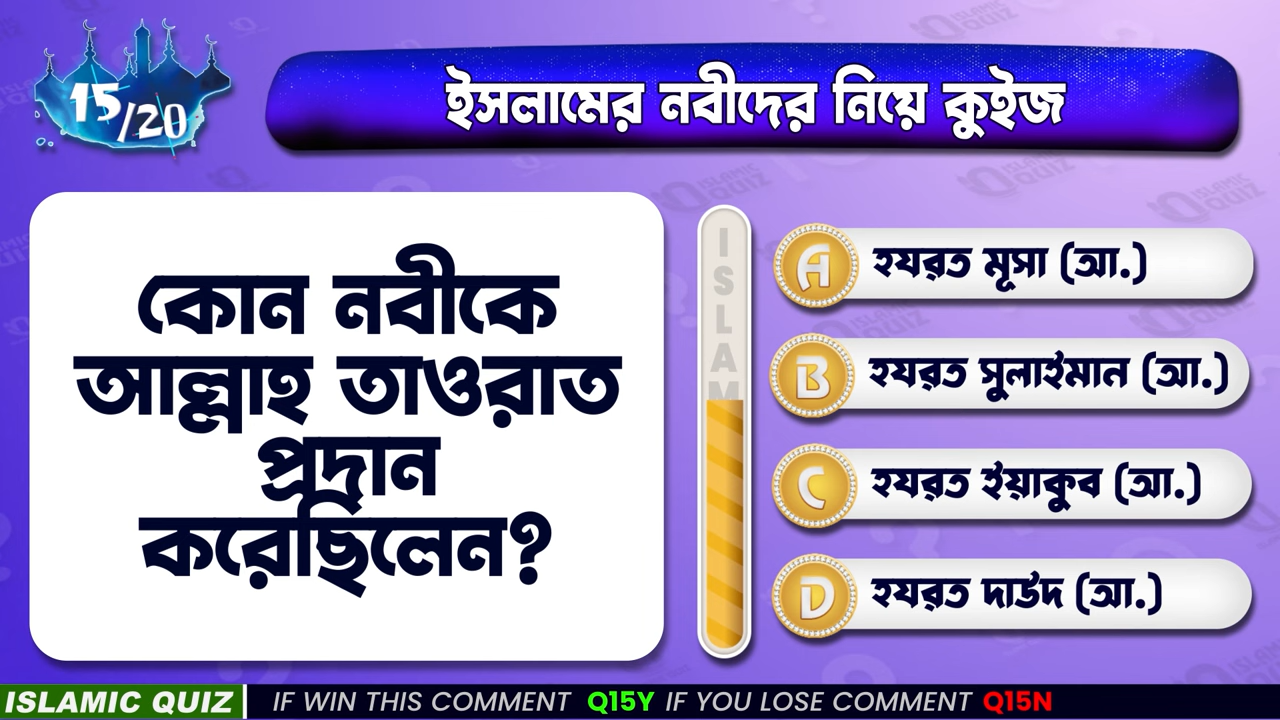 15/20
ইসলামের নবীদের নিয়ে কুইজ
কোন নবীকে
আল্লাহ তাওরাত
প্রদান
করেছিলেন?
ISLAM
A হযরত মূসা (আ.)
B হযরত সুলাইমান (আ.)
C হযরত ইয়াকুব (আ.)
D হযরত দাউদ (আ.)
ISLAMIC QUIZ IF WIN THIS COMMENT Q15Y IF YOU LOSE COMMENT Q15N